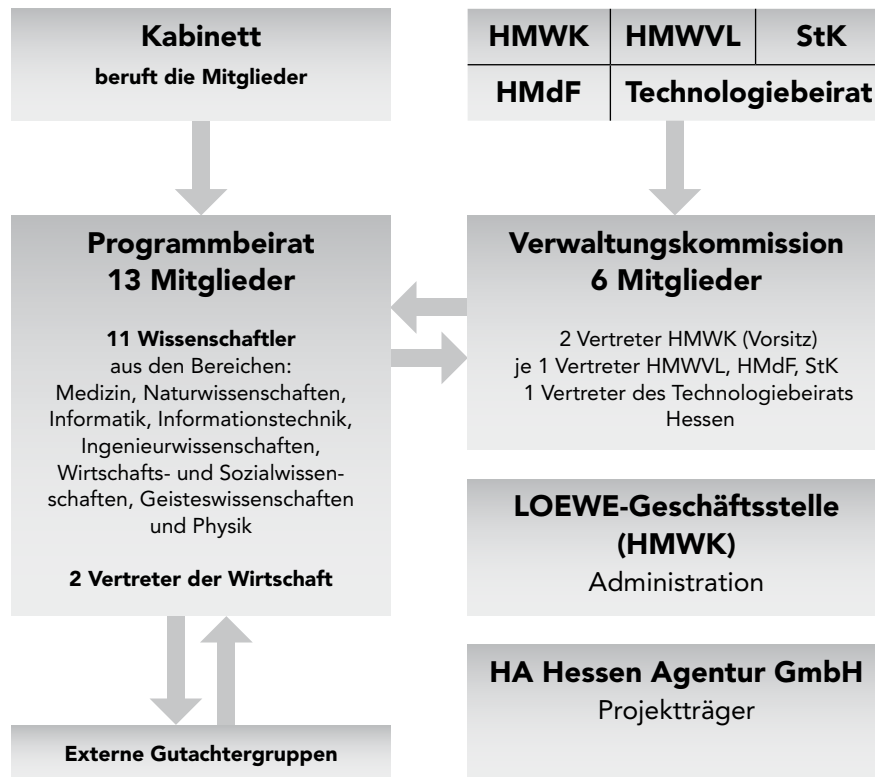 Kabinett
beruft die Mitglieder
HMWK HMWVL StK
HMdF Technologiebeirat
Programmbeirat
13 Mitglieder
11 Wissenschaftler
aus den Bereichen:
Medizin, Naturwissenschaften,
Informatik, Informationstechnik,
Ingenieurwissenschaften,
Wirtschafts- und Sozialwissen-
schaften, Geisteswissenschaften
und Physik
2 Vertreter der Wirtschaft
Verwaltungskommission
6 Mitglieder
2 Vertreter HMWK (Vorsitz)
je 1 Vertreter HMWVL, HMdF, StK
1 Vertreter des Technologiebeirats
Hessen
LOEWE-Geschäftsstelle
(HMWK)
Administration
HA Hessen Agentur GmbH
Projektträger
Externe Gutachtergruppen